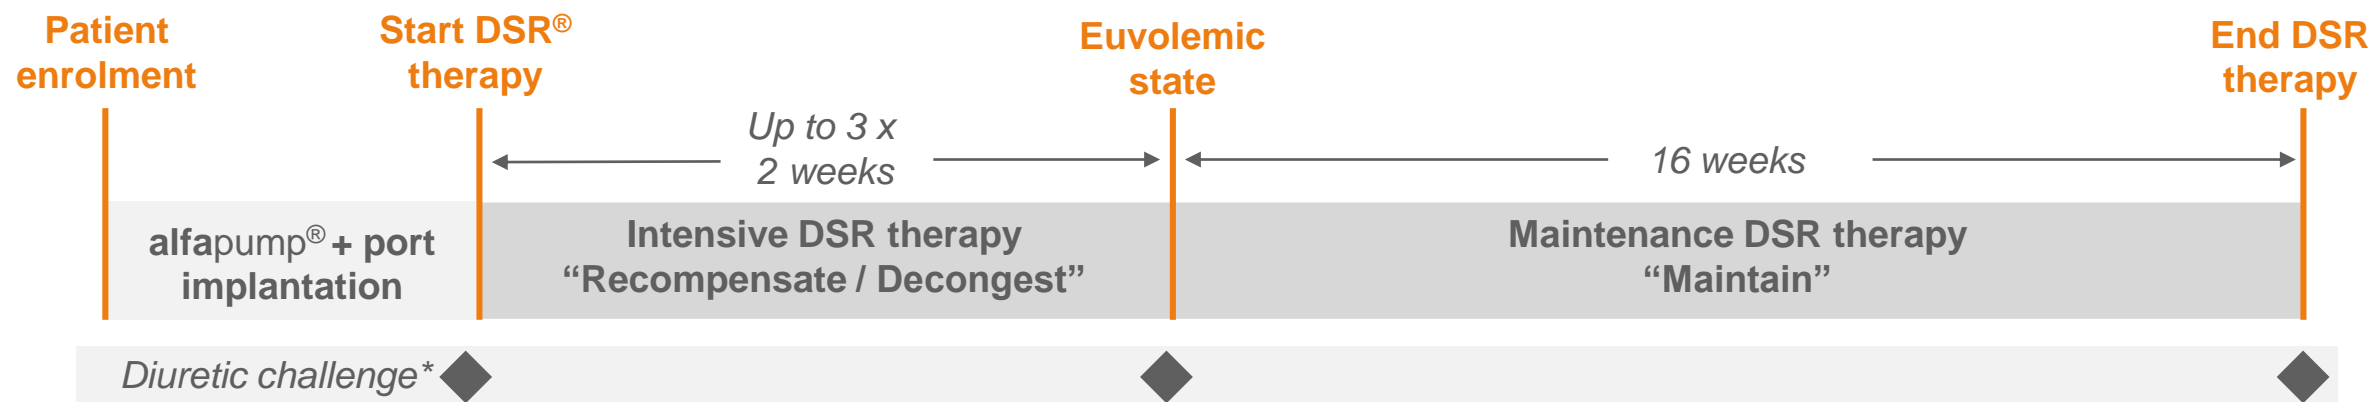 Patient
enrolment
Start DSR®
therapy
Euvolemic
state
End DSR
therapy
Up to 3 x
2 weeks
16 weeks
alfapump® + port
implantation
Intensive DSR therapy
“Recompensate / Decongest”
Maintenance DSR therapy
“Maintain”
Diuretic challenge*